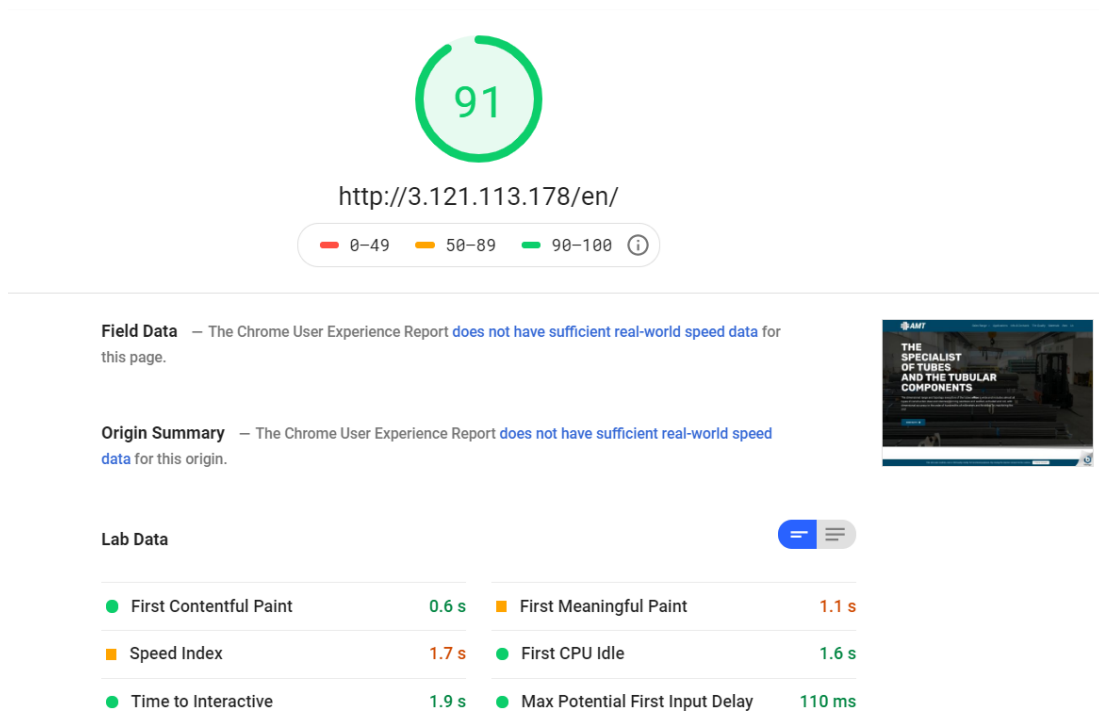 91
http://3.121.113.178/en/
0–49 50–89 90–100
Field Data — The Chrome User Experience Report does not have sufficient real-world speed data for
this page.
AMT
THE
SPECIALIST
OF TUBES
AND THE TUBULAR
COMPONENTS
Origin Summary — The Chrome User Experience Report does not have sufficient real-world speed
data for this origin.
Lab Data
First Contentful Paint 0.6 s
First Meaningful Paint 1.1 s
Speed Index 1.7 s
First CPU Idle 1.6 s
Time to Interactive 1.9 s
Max Potential First Input Delay 110 ms